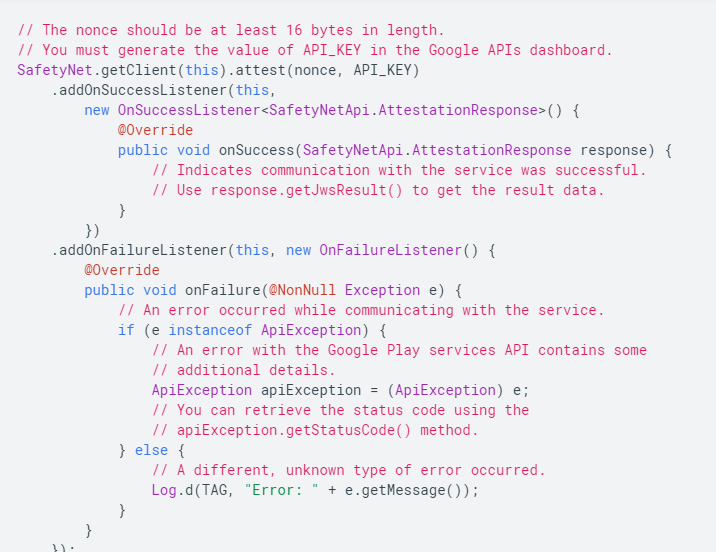 // The nonce should be at least 16 bytes in length.
// You must generate the value of API_KEY in the Google APIs dashboard.
SafetyNet.getClient(this).attest(nonce, API_KEY)
    .addOnSuccessListener(this,
        new OnSuccessListener<SafetyNetApi.AttestationResponse>() {
            @Override
            public void onSuccess(SafetyNetApi.AttestationResponse response) {
                // Indicates communication with the service was successful.
                // Use response.getJwsResult() to get the result data.
            }
        })
    .addOnFailureListener(this, new OnFailureListener() {
        @Override
        public void onFailure(@NonNull Exception e) {
            // An error occurred while communicating with the service.
            if (e instanceof ApiException) {
                // An error with the Google Play services API contains some
                // additional details.
                ApiException apiException = (ApiException) e;
                // You can retrieve the status code using the
                // apiException.getStatusCode() method.
            } else {
                // A different, unknown type of error occurred.
                Log.d(TAG, "Error: " + e.getMessage());
            }
        }
    });